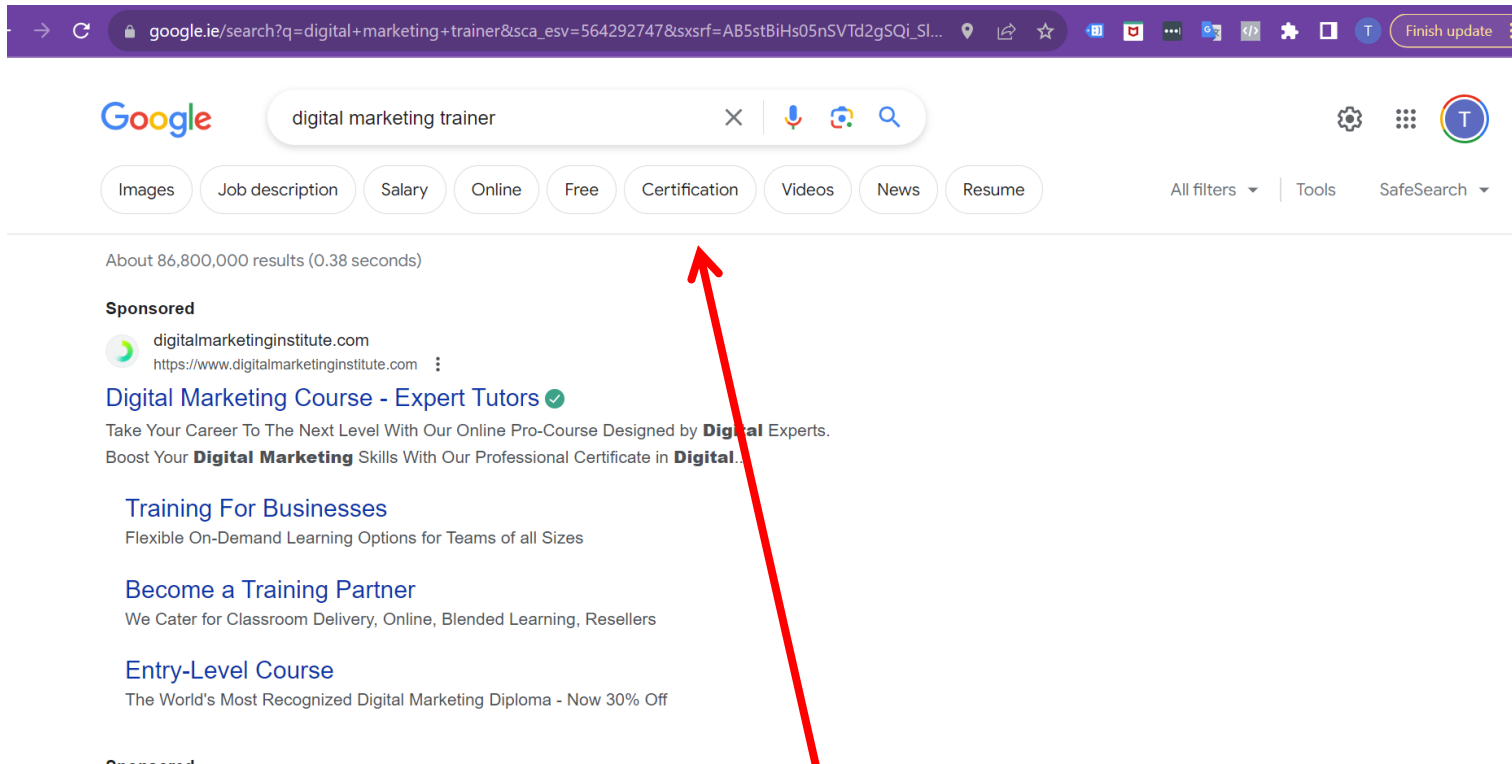 google.ie/search?q=digital+marketing+trainer&sca_esv=564292747&sxsrf=AB5stBiHs05nSVTd2gSQi_Sl...
T
Finish update
Google
digital marketing trainer
T
Images
Job description
Salary
Online
Free
Certification
Videos
News
Resume
All filters
Tools
SafeSearch
About 86,800,000 results (0.38 seconds)
Sponsored
digitalmarketinginstitute.com
https://www.digitalmarketinginstitute.com
Digital Marketing Course - Expert Tutors
Take Your Career To The Next Level With Our Online Pro-Course Designed by Digital Experts.
Boost Your Digital Marketing Skills With Our Professional Certificate in Digital...
Training For Businesses
Flexible On-Demand Learning Options for Teams of all Sizes
Become a Training Partner
We Cater for Classroom Delivery, Online, Blended Learning, Resellers
Entry-Level Course
The World's Most Recognized Digital Marketing Diploma - Now 30% Off
Sponsored